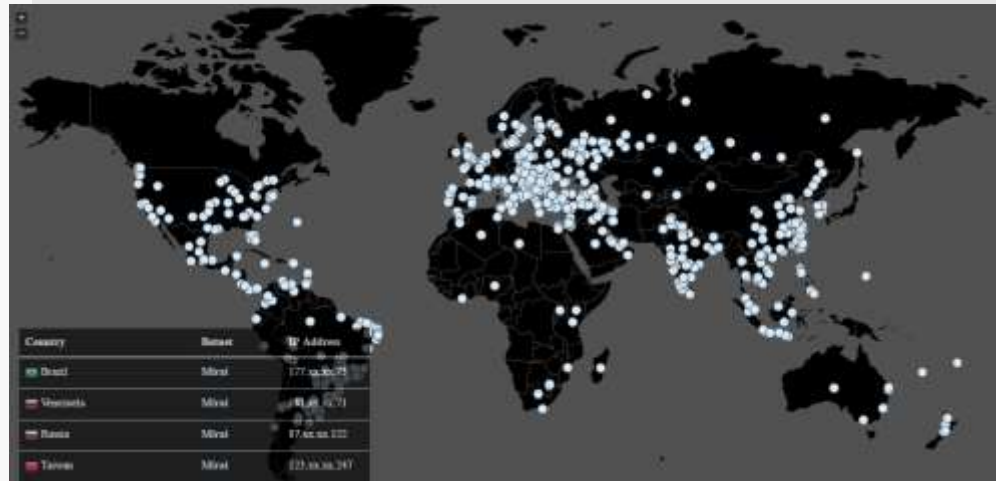 Country Botnet IP Address
Brazil Mirai 177.xx.xx.75
Venezuela Mirai
Russia Mirai 87.xx.xx.122
Taiwan Mirai 123.xx.xx.247